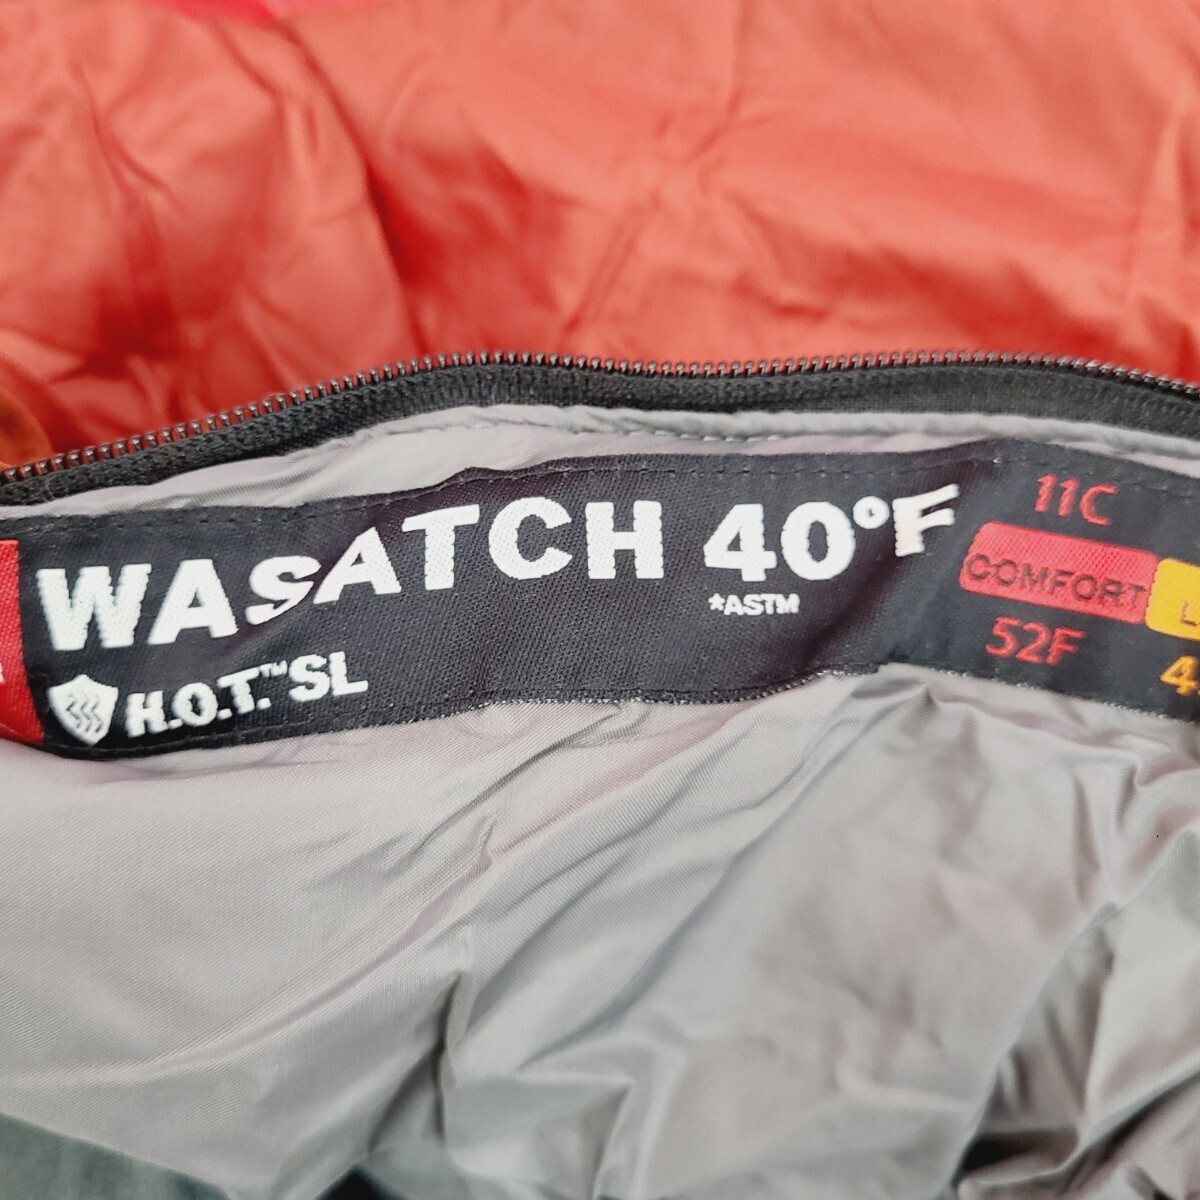 WASATCH 40°F
*ASTM
H.O.T.™SL
11C
COMFORT
52F